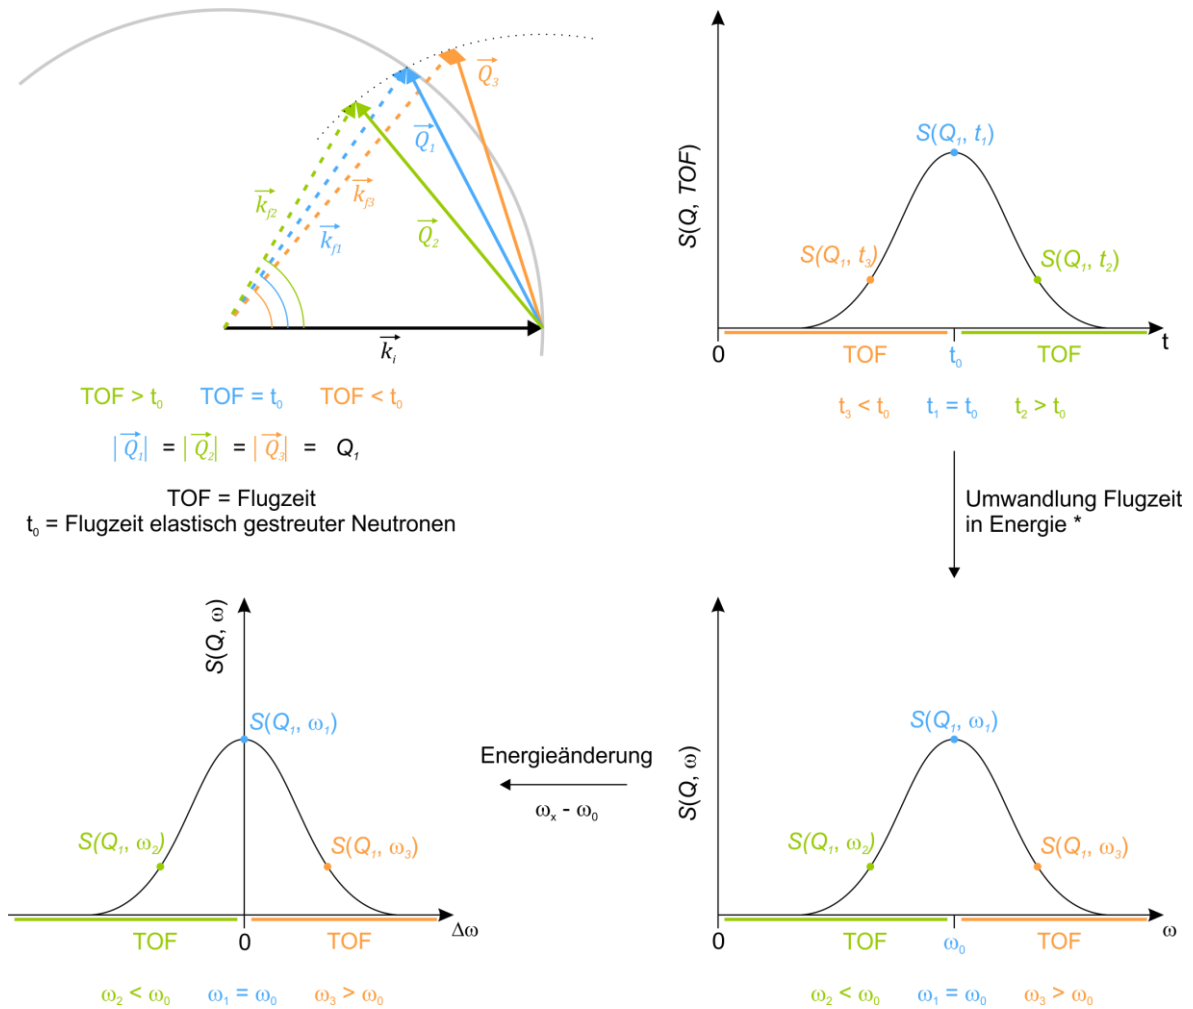 Q₃
Q₁
k_f2
k_f3
k_f1
Q₂
k_i
TOF > t₀ TOF = t₀ TOF < t₀
|Q₁| = |Q₂| = |Q₃| = Q₁
TOF = Flugzeit
t₀ = Flugzeit elastisch gestreuter Neutronen
S(Q, TOF)
S(Q₁, t₁)
S(Q₁, t₃)
S(Q₁, t₂)
0 TOF t₀ TOF t
t₃ < t₀ t₁ = t₀ t₂ > t₀
Umwandlung Flugzeit
in Energie *
S(Q, ω)
S(Q₁, ω₁)
S(Q₁, ω₂)
S(Q₁, ω₃)
0 TOF ω₀ TOF ω
ω₂ < ω₀ ω₁ = ω₀ ω₃ > ω₀
Energieänderung
ωₓ - ω₀
S(Q, ω)
S(Q₁, ω₁)
S(Q₁, ω₂)
S(Q₁, ω₃)
TOF 0 TOF Δω
ω₂ < ω₀ ω₁ = ω₀ ω₃ > ω₀